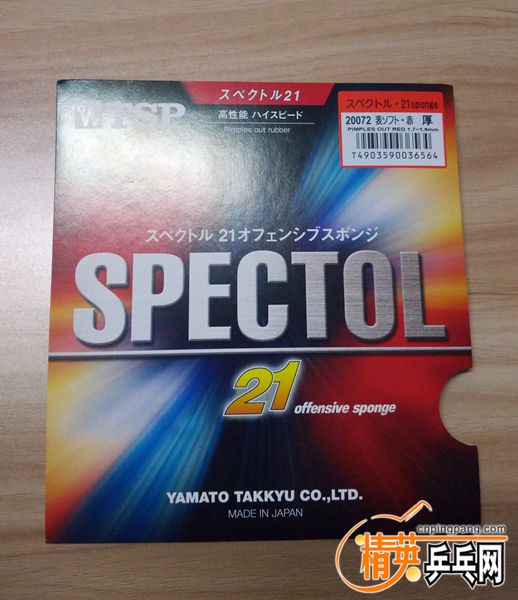 TSP
スペクトル21
高性能 ハイスピード
Pimples out rubber
スペクトル・21sponge
20072 表ソフト・赤 厚
PIMPLES OUT RED 1.7~1.9mm
T4903590036564
スペクトル 21オフェンシブスポンジ
SPECTOL
21 offensive sponge
YAMATO TAKKYU CO.,LTD.
MADE IN JAPAN
cnpingpang.com
精英乒乓网